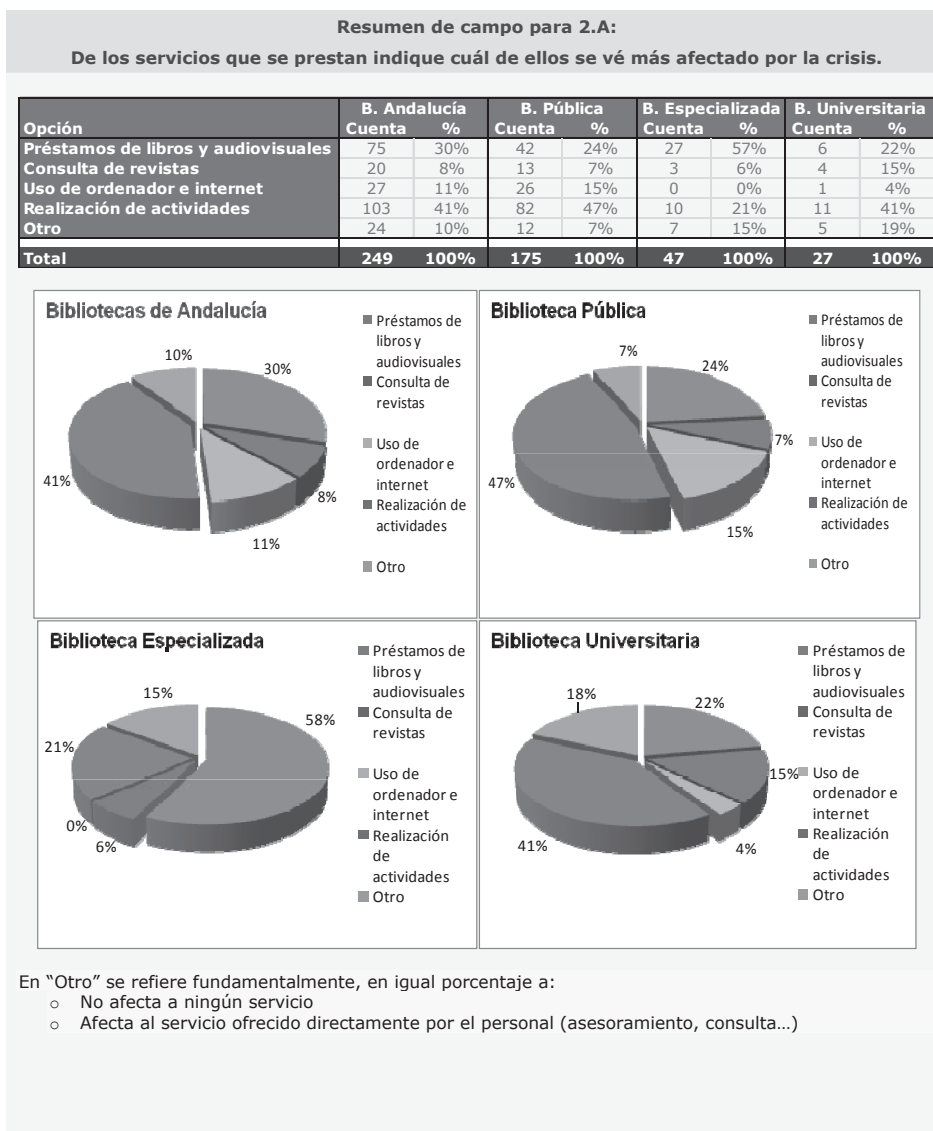 Resumen de campo para 2.A:
De los servicios que se prestan indique cuál de ellos se vé más afectado por la crisis.
B. Andalucía B. Pública B. Especializada B. Universitaria
Opción Cuenta % Cuenta % Cuenta % Cuenta %
Préstamos de libros y audiovisuales 75 30% 42 24% 27 57% 6 22%
Consulta de revistas 20 8% 13 7% 3 6% 4 15%
Uso de ordenador e internet 27 11% 26 15% 0 0% 1 4%
Realización de actividades 103 41% 82 47% 10 21% 11 41%
Otro 24 10% 12 7% 7 15% 5 19%
Total 249 100% 175 100% 47 100% 27 100%
Bibliotecas de Andalucía
10%
30%
41%
8%
11%
Préstamos de
libros y
audiovisuales
Consulta de
revistas
Uso de
ordenador e
internet
Realización de
actividades
Otro
Biblioteca Pública
7%
24%
7%
47%
15%
Préstamos de
libros y
audiovisuales
Consulta de
revistas
Uso de
ordenador e
internet
Realización de
actividades
Otro
Biblioteca Especializada
15%
58%
21%
0%
6%
Préstamos de
libros y
audiovisuales
Consulta de
revistas
Uso de
ordenador e
internet
Realización
de
actividades
Otro
Biblioteca Universitaria
18%
22%
15%
41%
4%
Préstamos de
libros y
audiovisuales
Consulta de
revistas
Uso de
ordenador e
internet
Realización
de
actividades
Otro
En “Otro” se refiere fundamentalmente, en igual porcentaje a:
o No afecta a ningún servicio
o Afecta al servicio ofrecido directamente por el personal (asesoramiento, consulta…)